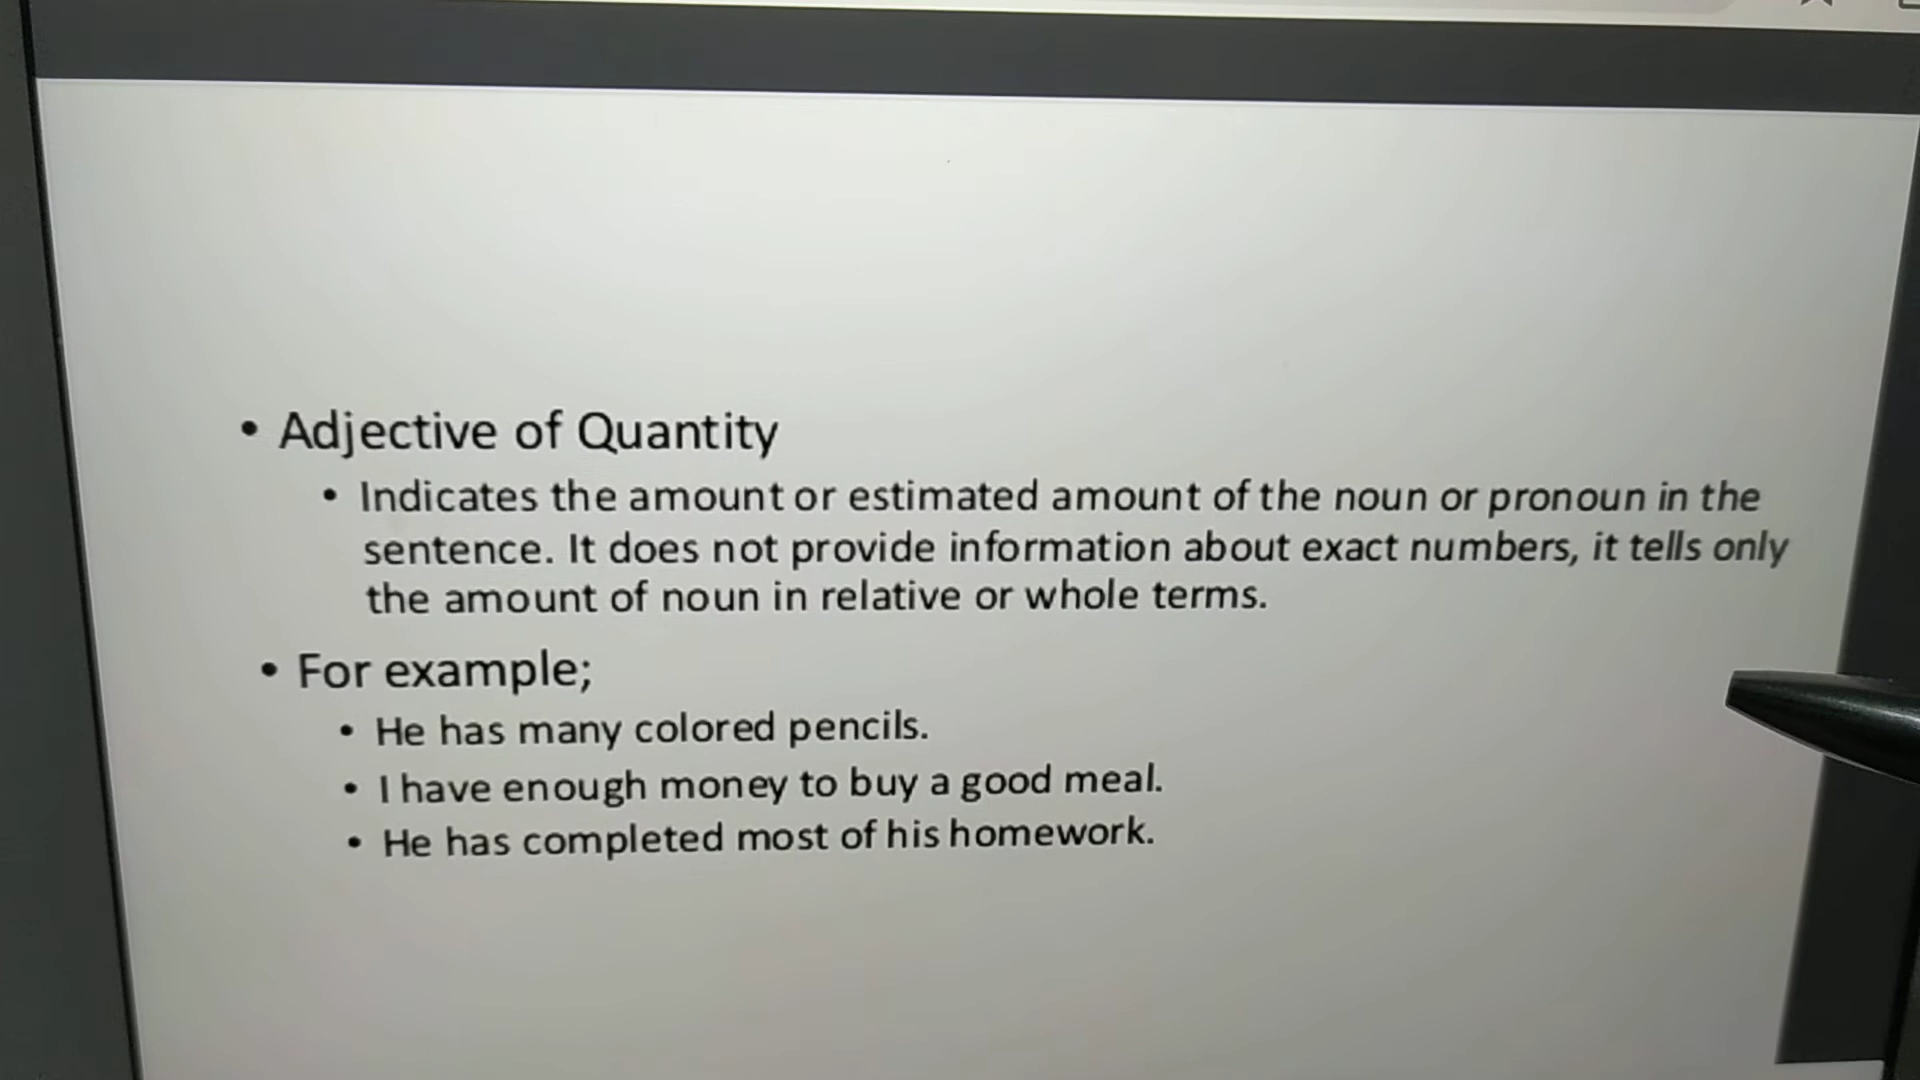 • Adjective of Quantity
• Indicates the amount or estimated amount of the noun or pronoun in the
sentence. It does not provide information about exact numbers, it tells only
the amount of noun in relative or whole terms.
• For example;
• He has many colored pencils.
• I have enough money to buy a good meal.
• He has completed most of his homework.